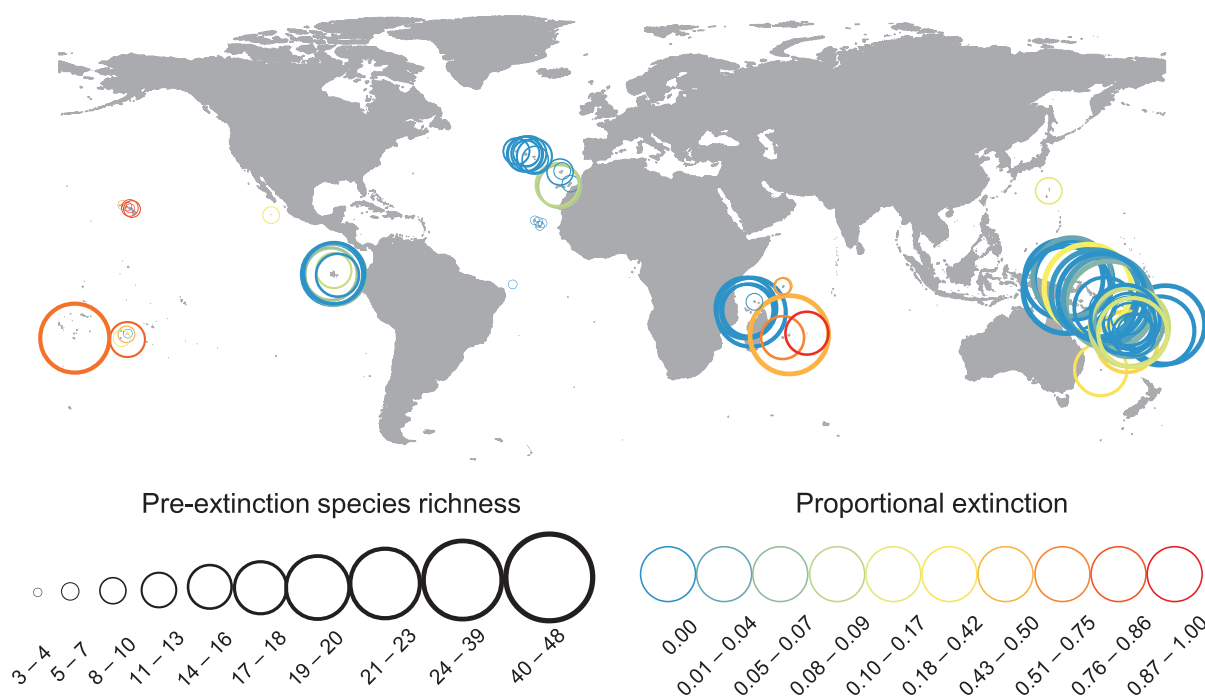 Pre-extinction species richness
3 – 4
5 – 7
8 – 10
11 – 13
14 – 16
17 – 18
19 – 20
21 – 23
24 – 39
40 – 48
Proportional extinction
0.00
0.01 – 0.04
0.05 – 0.07
0.08 – 0.09
0.10 – 0.17
0.18 – 0.42
0.43 – 0.50
0.51 – 0.75
0.76 – 0.86
0.87 – 1.00